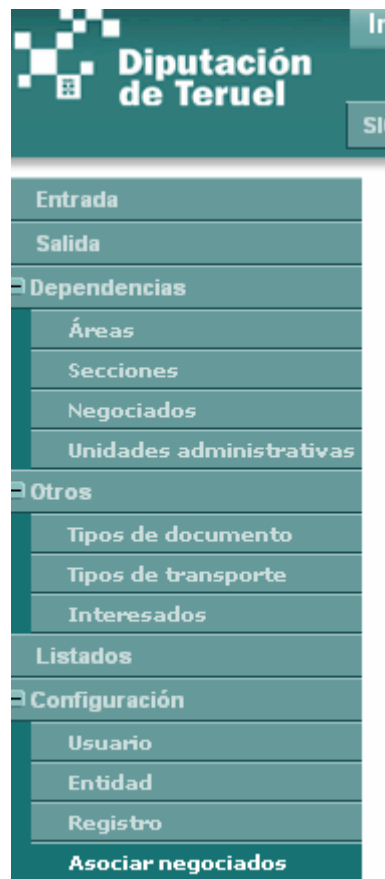 Diputación
de Teruel
Entrada
Salida
Dependencias
Áreas
Secciones
Negociados
Unidades administrativas
Otros
Tipos de documento
Tipos de transporte
Interesados
Listados
Configuración
Usuario
Entidad
Registro
Asociar negociados